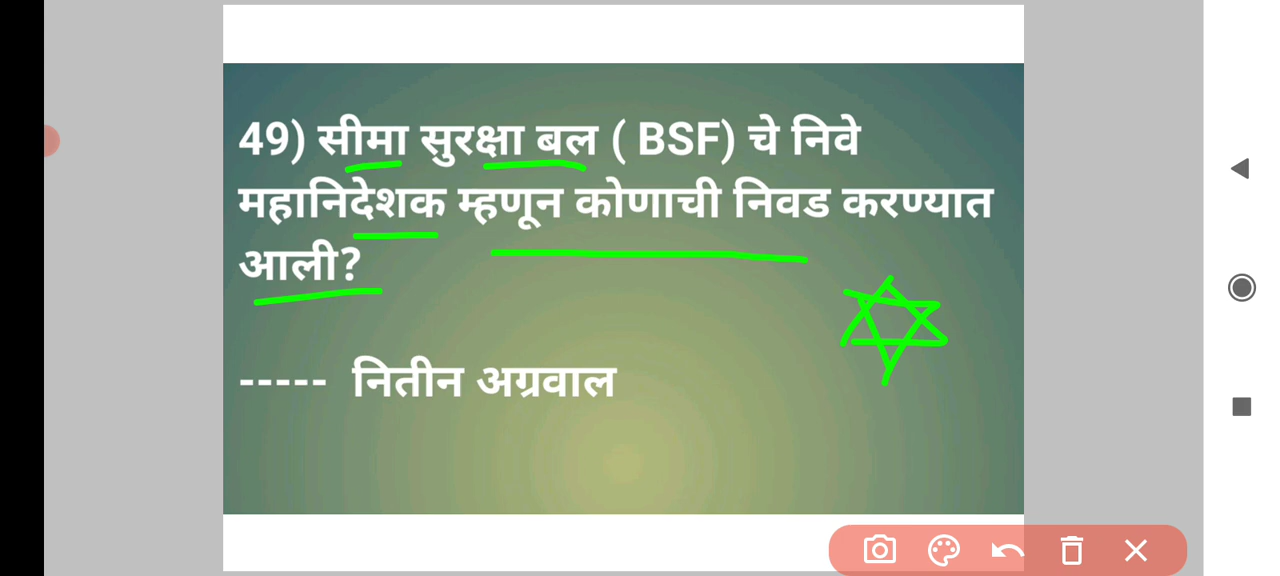 49) सीमा सुरक्षा बल ( BSF) चे निवे
महानिदेशक म्हणून कोणाची निवड करण्यात
आली?
----- नितीन अग्रवाल